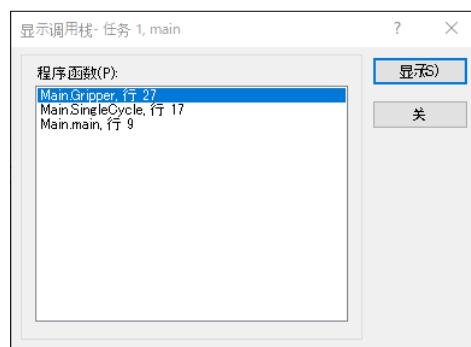 显示调用栈- 任务 1, main
?
程序函数(P):
Main.Gripper, 行 27
Main.SingleCycle, 行 17
Main.main, 行 9
显示S)
关